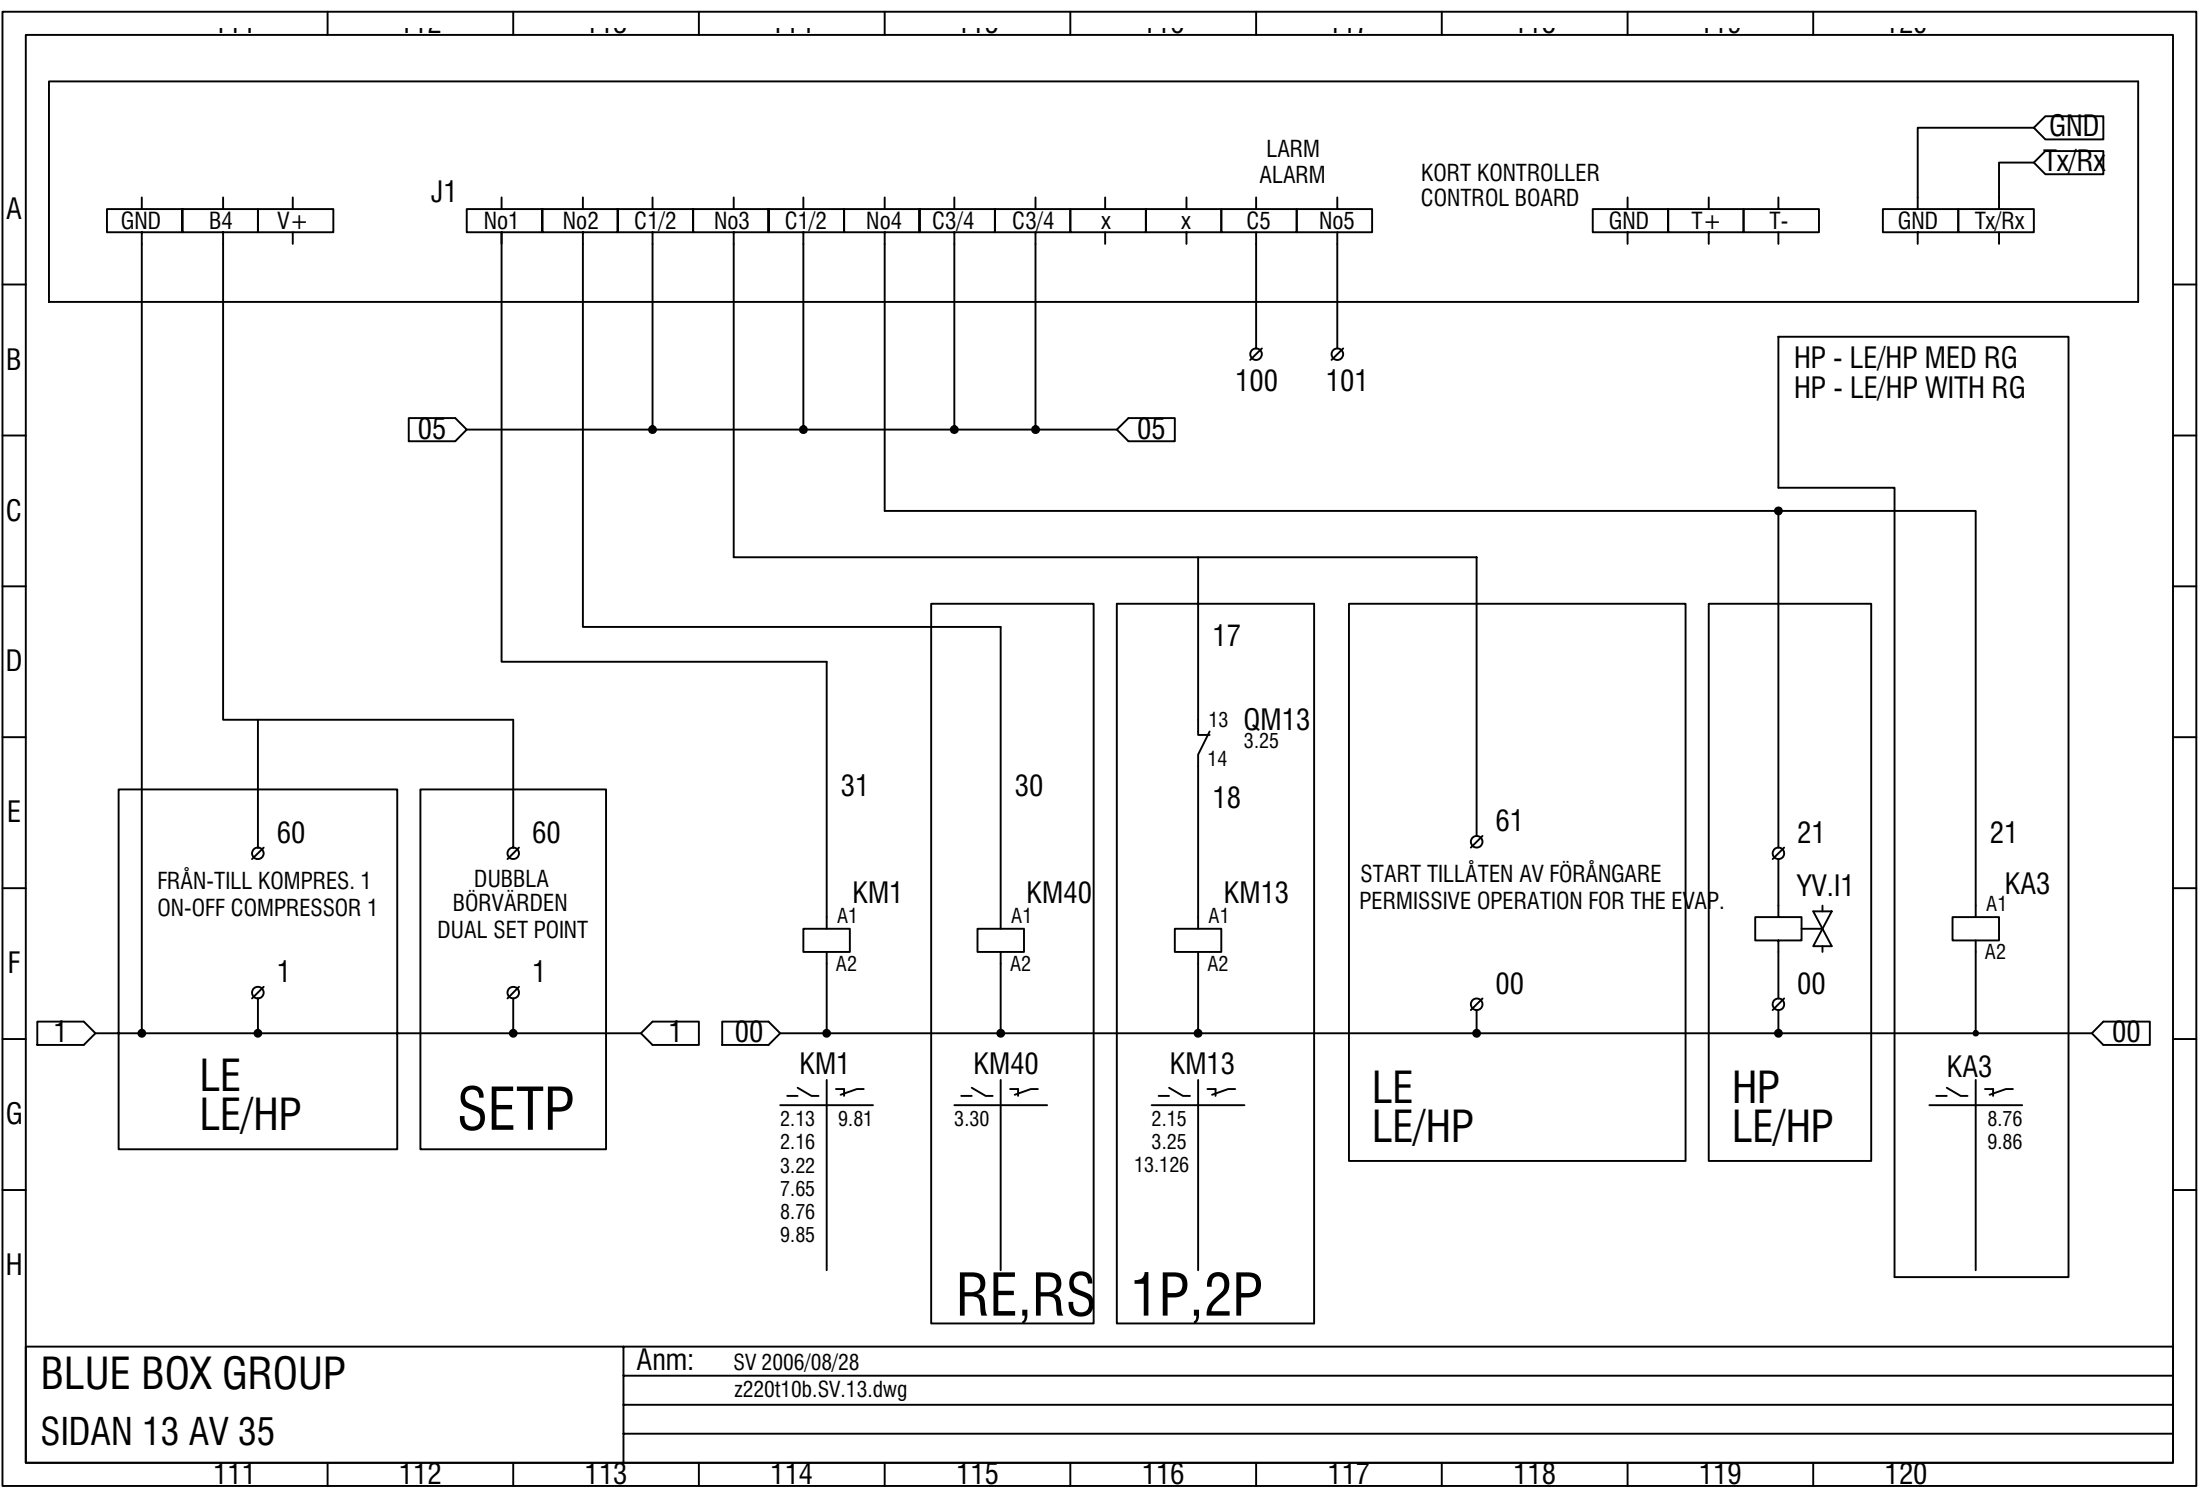 GND
Tx/Rx
LARM
ALARM
KORT KONTROLLER
CONTROL BOARD
J1
A
GND B4 V+
No1 No2 C1/2 No3 C1/2 No4 C3/4 C3/4 x x C5 No5
GND T+ T-
GND Tx/Rx
B
100 101
HP - LE/HP MED RG
HP - LE/HP WITH RG
05 05
C
D
17
13 QM13
3.25
14
18
E
31
30
60
60
61
21
21
FRÅN-TILL KOMPRES. 1
ON-OFF COMPRESSOR 1
DUBBLA
BÖRVÄRDEN
DUAL SET POINT
START TILLÅTEN AV FÖRÅNGARE
PERMISSIVE OPERATION FOR THE EVAP.
KM1
A1
A2
KM40
A1
A2
KM13
A1
A2
YV.I1
KA3
A1
A2
F
1
1
00
00
1 1 00 00
G
LE
LE/HP
SETP
KM1
2.13 9.81
2.16
3.22
7.65
8.76
9.85
KM40
3.30
KM13
2.15
3.25
13.126
LE
LE/HP
HP
LE/HP
KA3
8.76
9.86
H
RE,RS
1P,2P
BLUE BOX GROUP
SIDAN 13 AV 35
Anm: SV 2006/08/28
z220t10b.SV.13.dwg
111 112 113 114 115 116 117 118 119 120